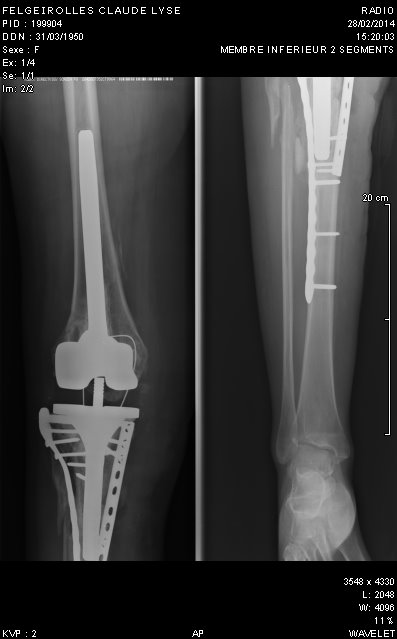 FELGEIROLLES CLAUDE LYSE
PID : 199904
DDN : 31/03/1950
Sexe : F
Ex: 1/4
Se: 1/1
Im: 2/2
RADIO
28/02/2014
15:20:03
MEMBRE INFERIEUR 2 SEGMENTS
20 cm
3548 x 4330
L: 2048
W: 4096
11%
KVP : 2
AP
WAVELET